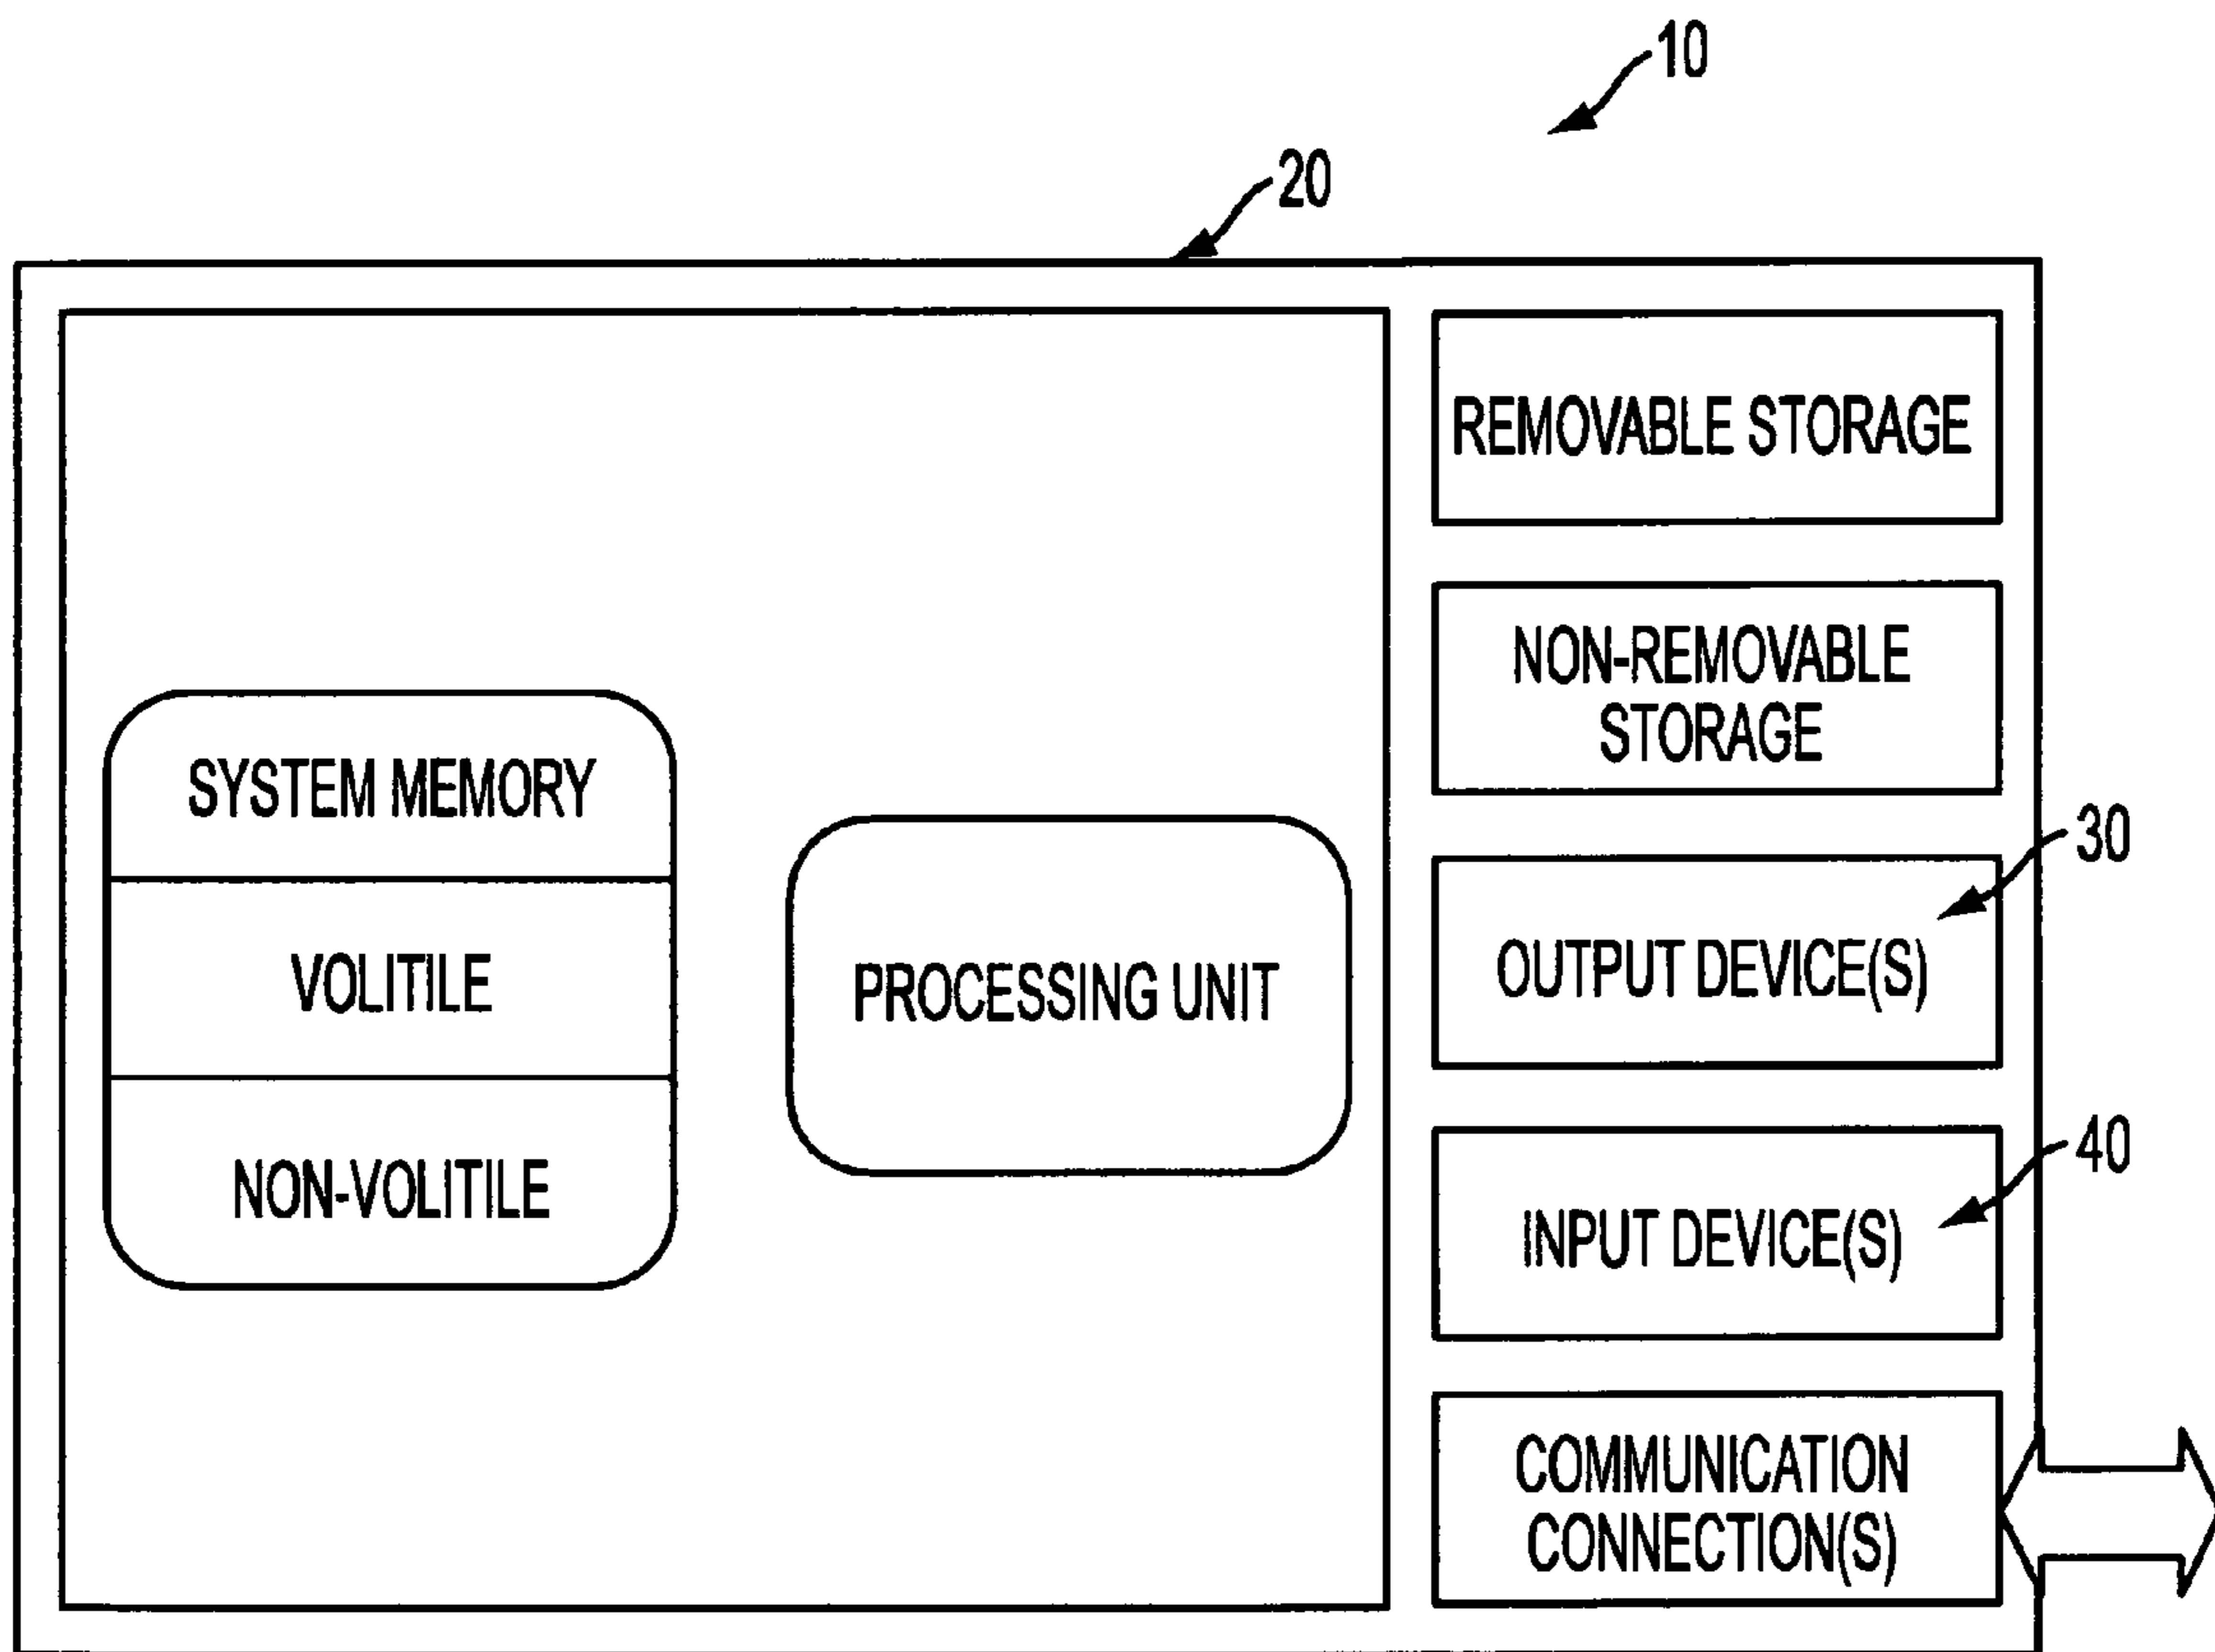 10
20
REMOVABLE STORAGE
NON-REMOVABLE
STORAGE
SYSTEM MEMORY
VOLITILE
NON-VOLITILE
PROCESSING UNIT
30
OUTPUT DEVICE(S)
40
INPUT DEVICE(S)
COMMUNICATION
CONNECTION(S)